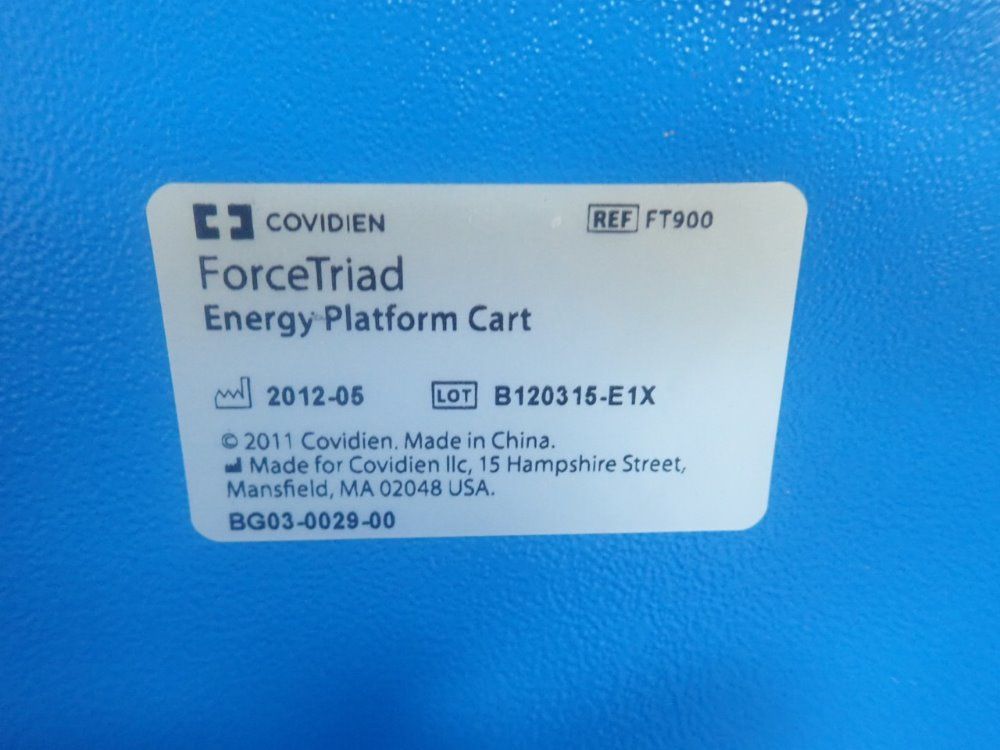 COVIDIEN REF FT900
ForceTriad
Energy Platform Cart
2012-05 LOT B120315-E1X
© 2011 Covidien. Made in China.
Made for Covidien llc, 15 Hampshire Street,
Mansfield, MA 02048 USA.
BG03-0029-00